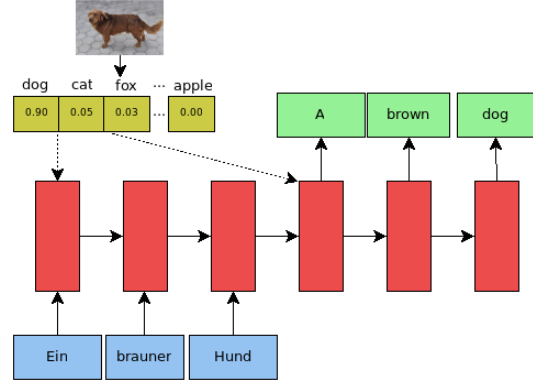 dog cat fox ... apple
0.90 0.05 0.03 ... 0.00
A brown dog
Ein brauner Hund